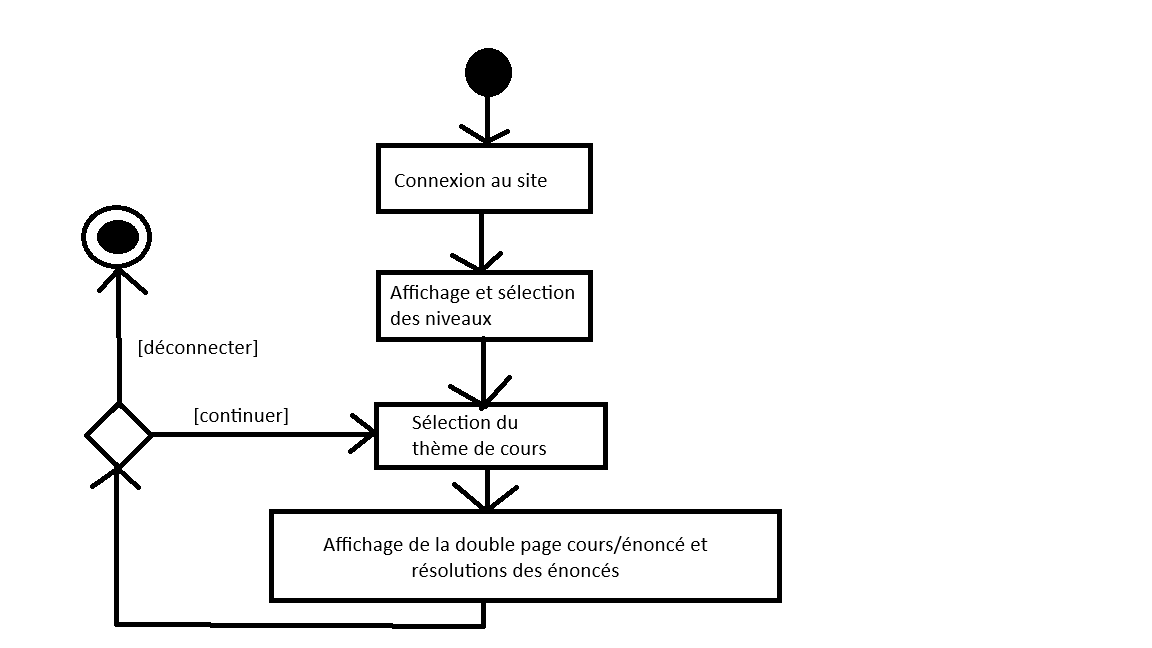 Connexion au site
Affichage et sélection
des niveaux
[déconnecter]
[continuer]
Sélection du
thème de cours
Affichage de la double page cours/énoncé et
résolutions des énoncés